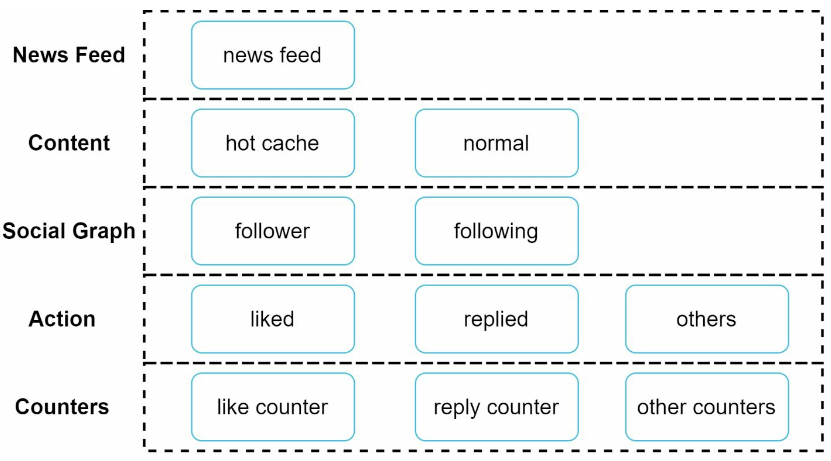 News Feed
news feed
Content
hot cache
normal
Social Graph
follower
following
Action
liked
replied
others
Counters
like counter
reply counter
other counters